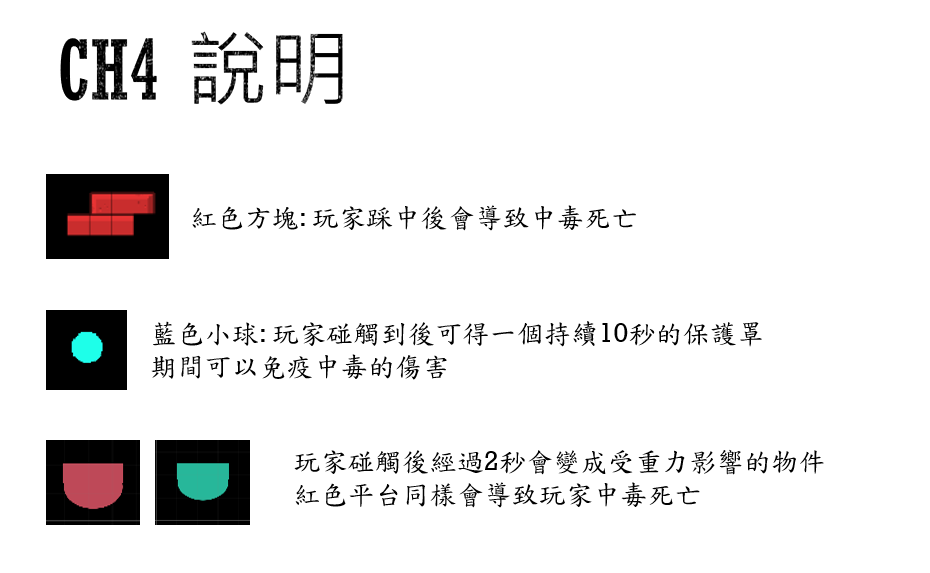 CH4 說明
紅色方塊: 玩家踩中後會導致中毒死亡
藍色小球: 玩家碰觸到後可得一個持續10秒的保護罩
期間可以免疫中毒的傷害
玩家碰觸後經過2秒會變成受重力影響的物件
紅色平台同樣會導致玩家中毒死亡